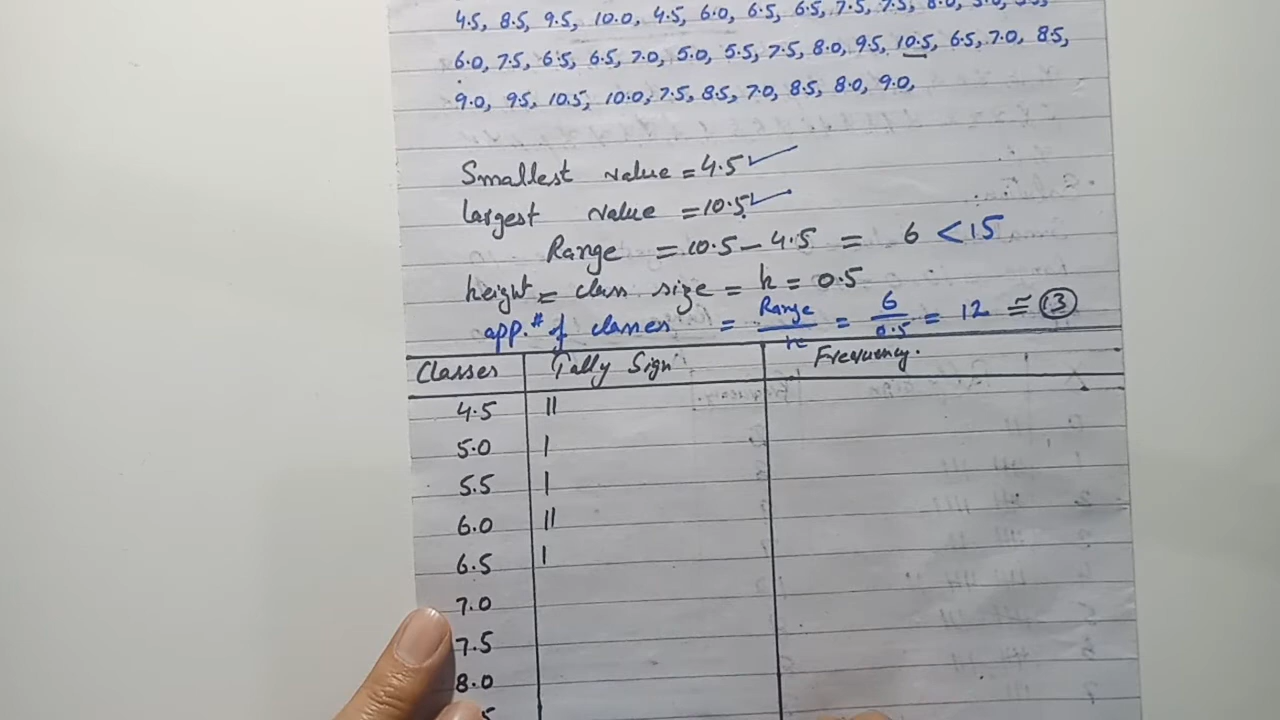 4.5, 8.5, 9.5, 10.0, 4.5, 6.0, 6.5, 6.5, 7.5, 7.5, 8.0, 5.0,
6.0, 7.5, 6.5, 6.5, 7.0, 5.0, 5.5, 7.5, 8.0, 9.5, 10.5, 6.5, 7.0, 8.5,
9.0, 9.5, 10.5, 10.0, 7.5, 8.5, 7.0, 8.5, 8.0, 9.0,
Smallest value = 4.5 ✓
largest value = 10.5 ✓
Range = 10.5 - 4.5 = 6 < 15
height = class size = h = 0.5
app. # of classes = Range/h = 6/0.5 = 12 ≅ 13
Classes Tally Sign Frequency.
4.5 ||
5.0 |
5.5 |
6.0 ||
6.5 |
7.0
7.5
8.0